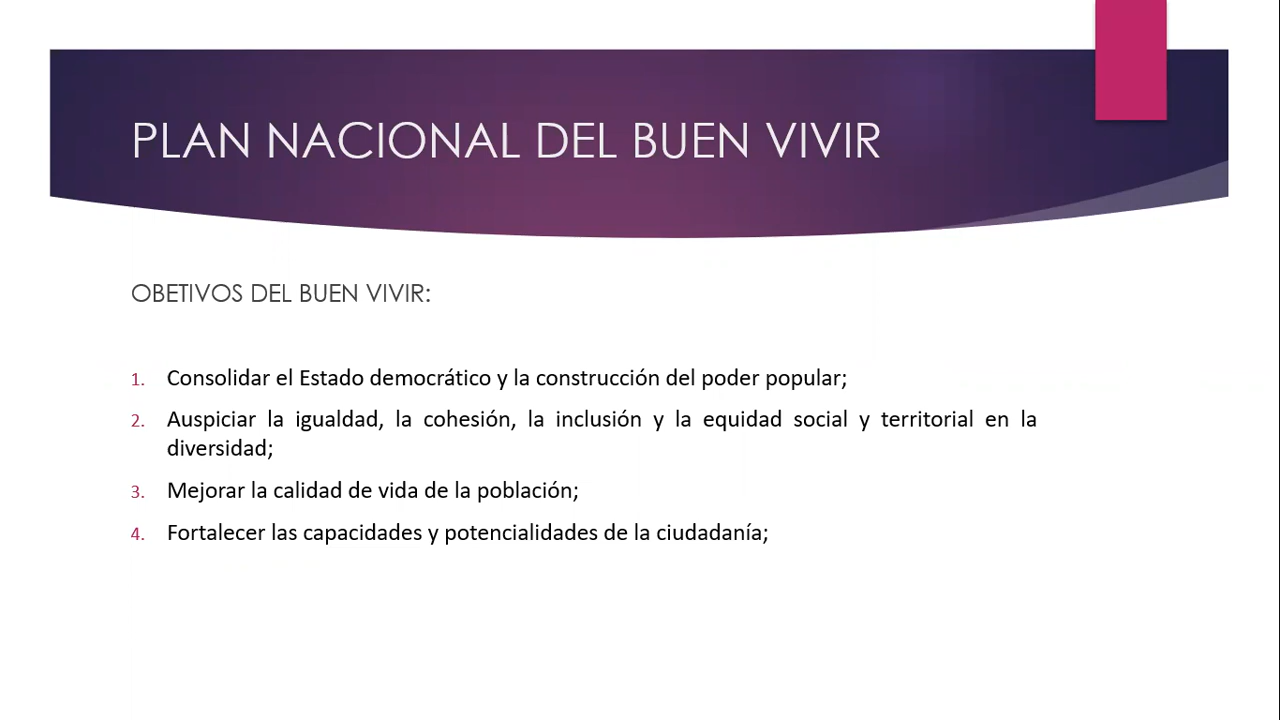 PLAN NACIONAL DEL BUEN VIVIR
OBETIVOS DEL BUEN VIVIR:
1. Consolidar el Estado democrático y la construcción del poder popular;
2. Auspiciar la igualdad, la cohesión, la inclusión y la equidad social y territorial en la
diversidad;
3. Mejorar la calidad de vida de la población;
4. Fortalecer las capacidades y potencialidades de la ciudadanía;